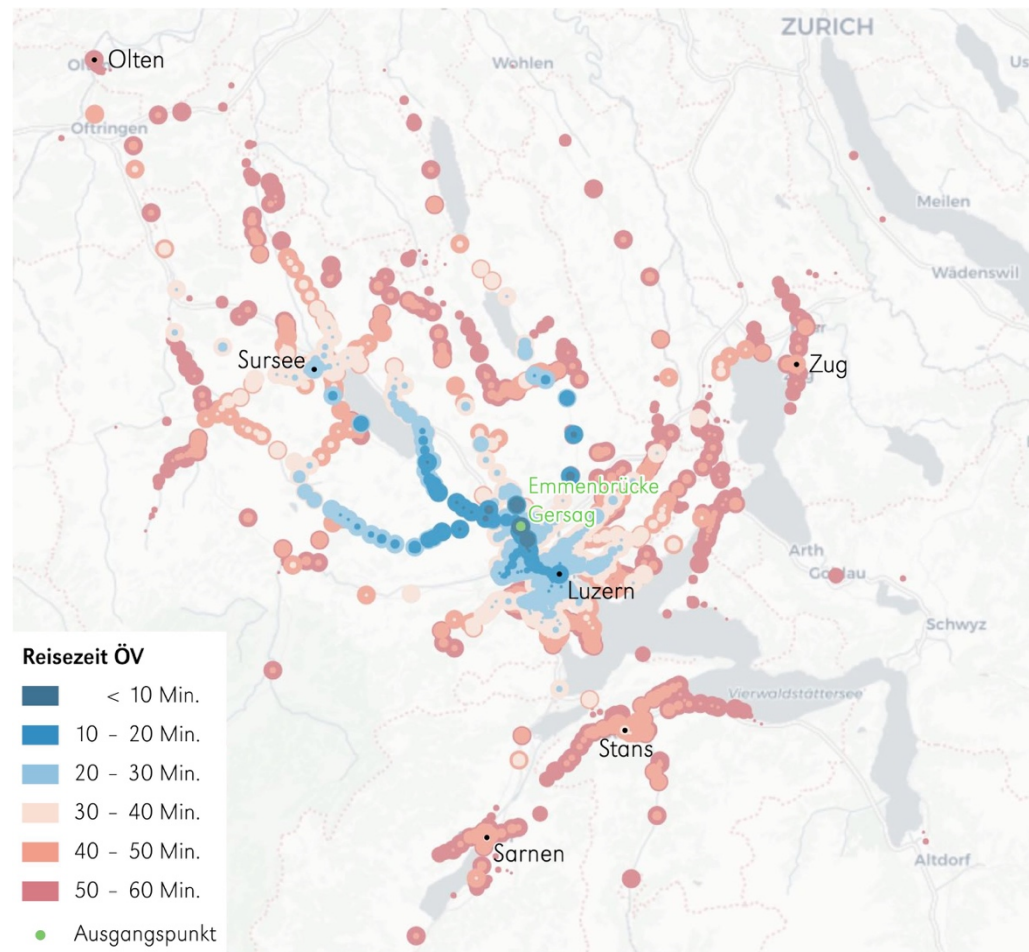 ZURICH
Olten
Wohlen
Oftringen
Meilen
Wädenswil
Sursee
Zug
Emmenbrücke
Gersag
Luzern
Arth
Goldau
Schwyz
Vierwaldstättersee
Stans
Sarnen
Altdorf
Reisezeit ÖV
< 10 Min.
10 – 20 Min.
20 – 30 Min.
30 – 40 Min.
40 – 50 Min.
50 – 60 Min.
Ausgangspunkt